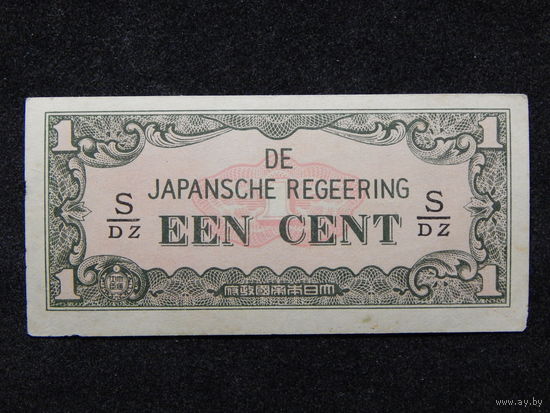 1 1
DE
JAPANSCHE REGEERING
S/DZ S/DZ
EEN CENT
1 1
府政國帝本日大
www.ay.by